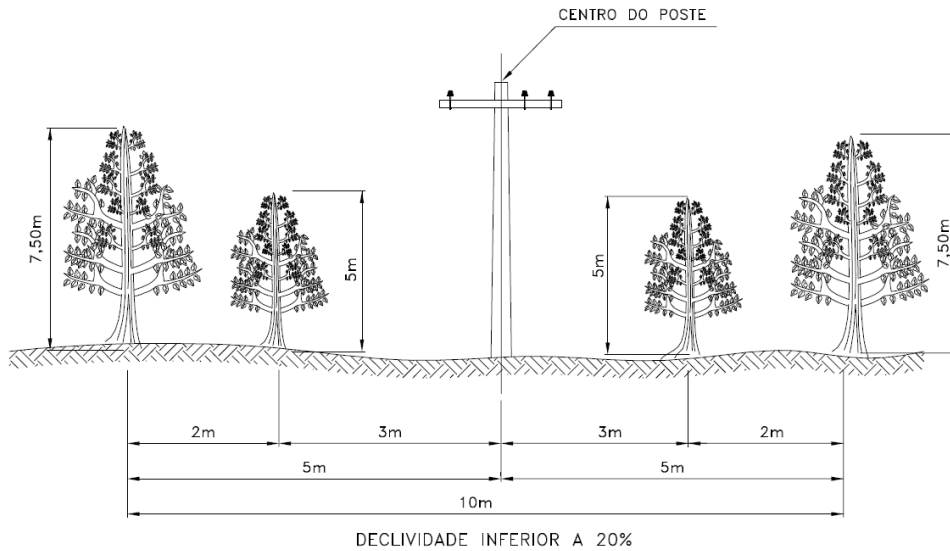 CENTRO DO POSTE
7,50m
5m
5m
7,50m
2m
3m
3m
2m
5m
5m
10m
DECLIVIDADE INFERIOR A 20%